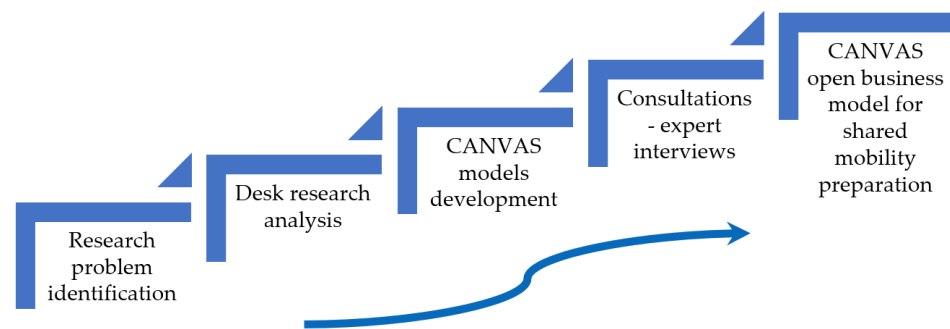 Research
problem
identification
Desk research
analysis
CANVAS
models
development
Consultations
- expert
interviews
CANVAS
open business
model for
shared
mobility
preparation